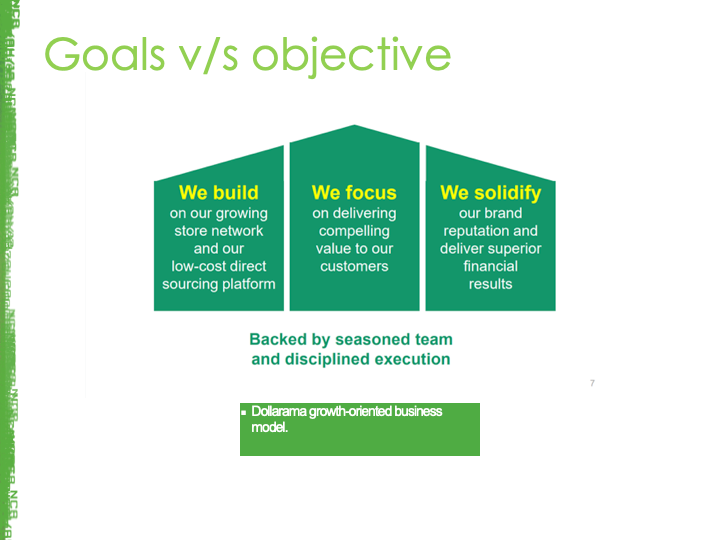 Goals v/s objective
We build
on our growing
store network
and our
low-cost direct
sourcing platform
We focus
on delivering
compelling
value to our
customers
We solidify
our brand
reputation and
deliver superior
financial
results
Backed by seasoned team
and disciplined execution
7
▪ Dollarama growth-oriented business
model.